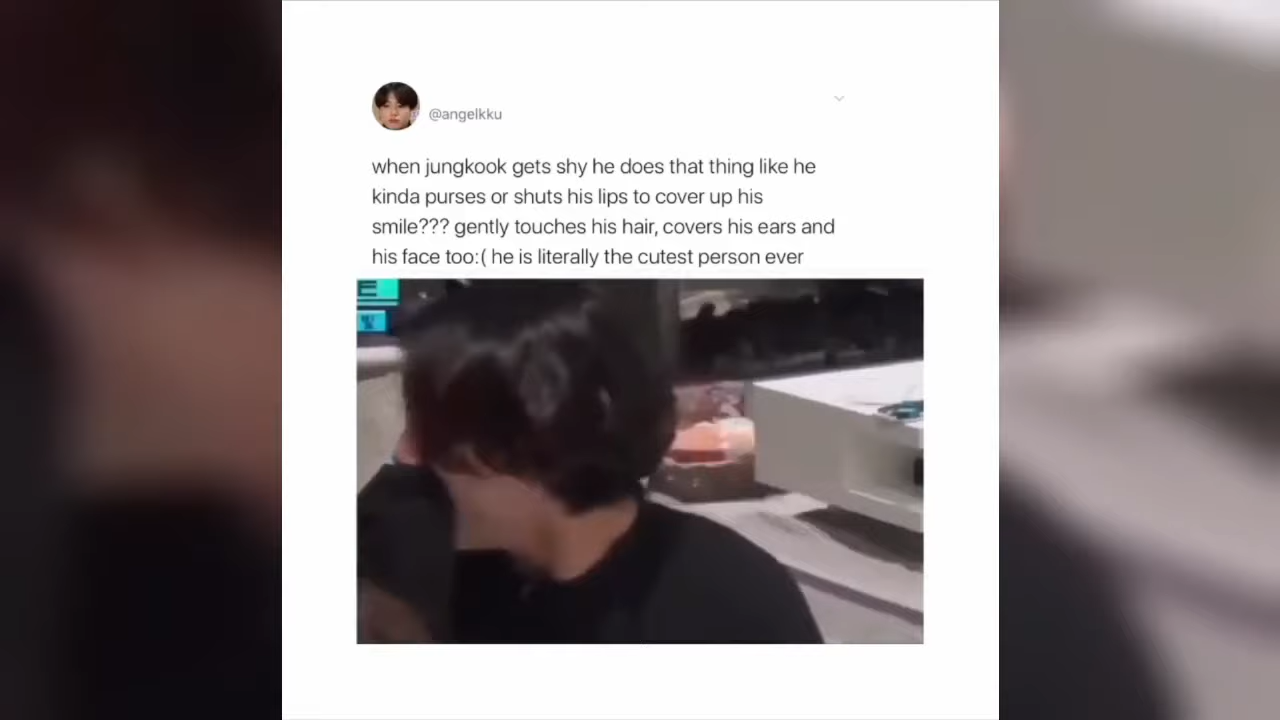 @angelkku
when jungkook gets shy he does that thing like he
kinda purses or shuts his lips to cover up his
smile??? gently touches his hair, covers his ears and
his face too:( he is literally the cutest person ever
E